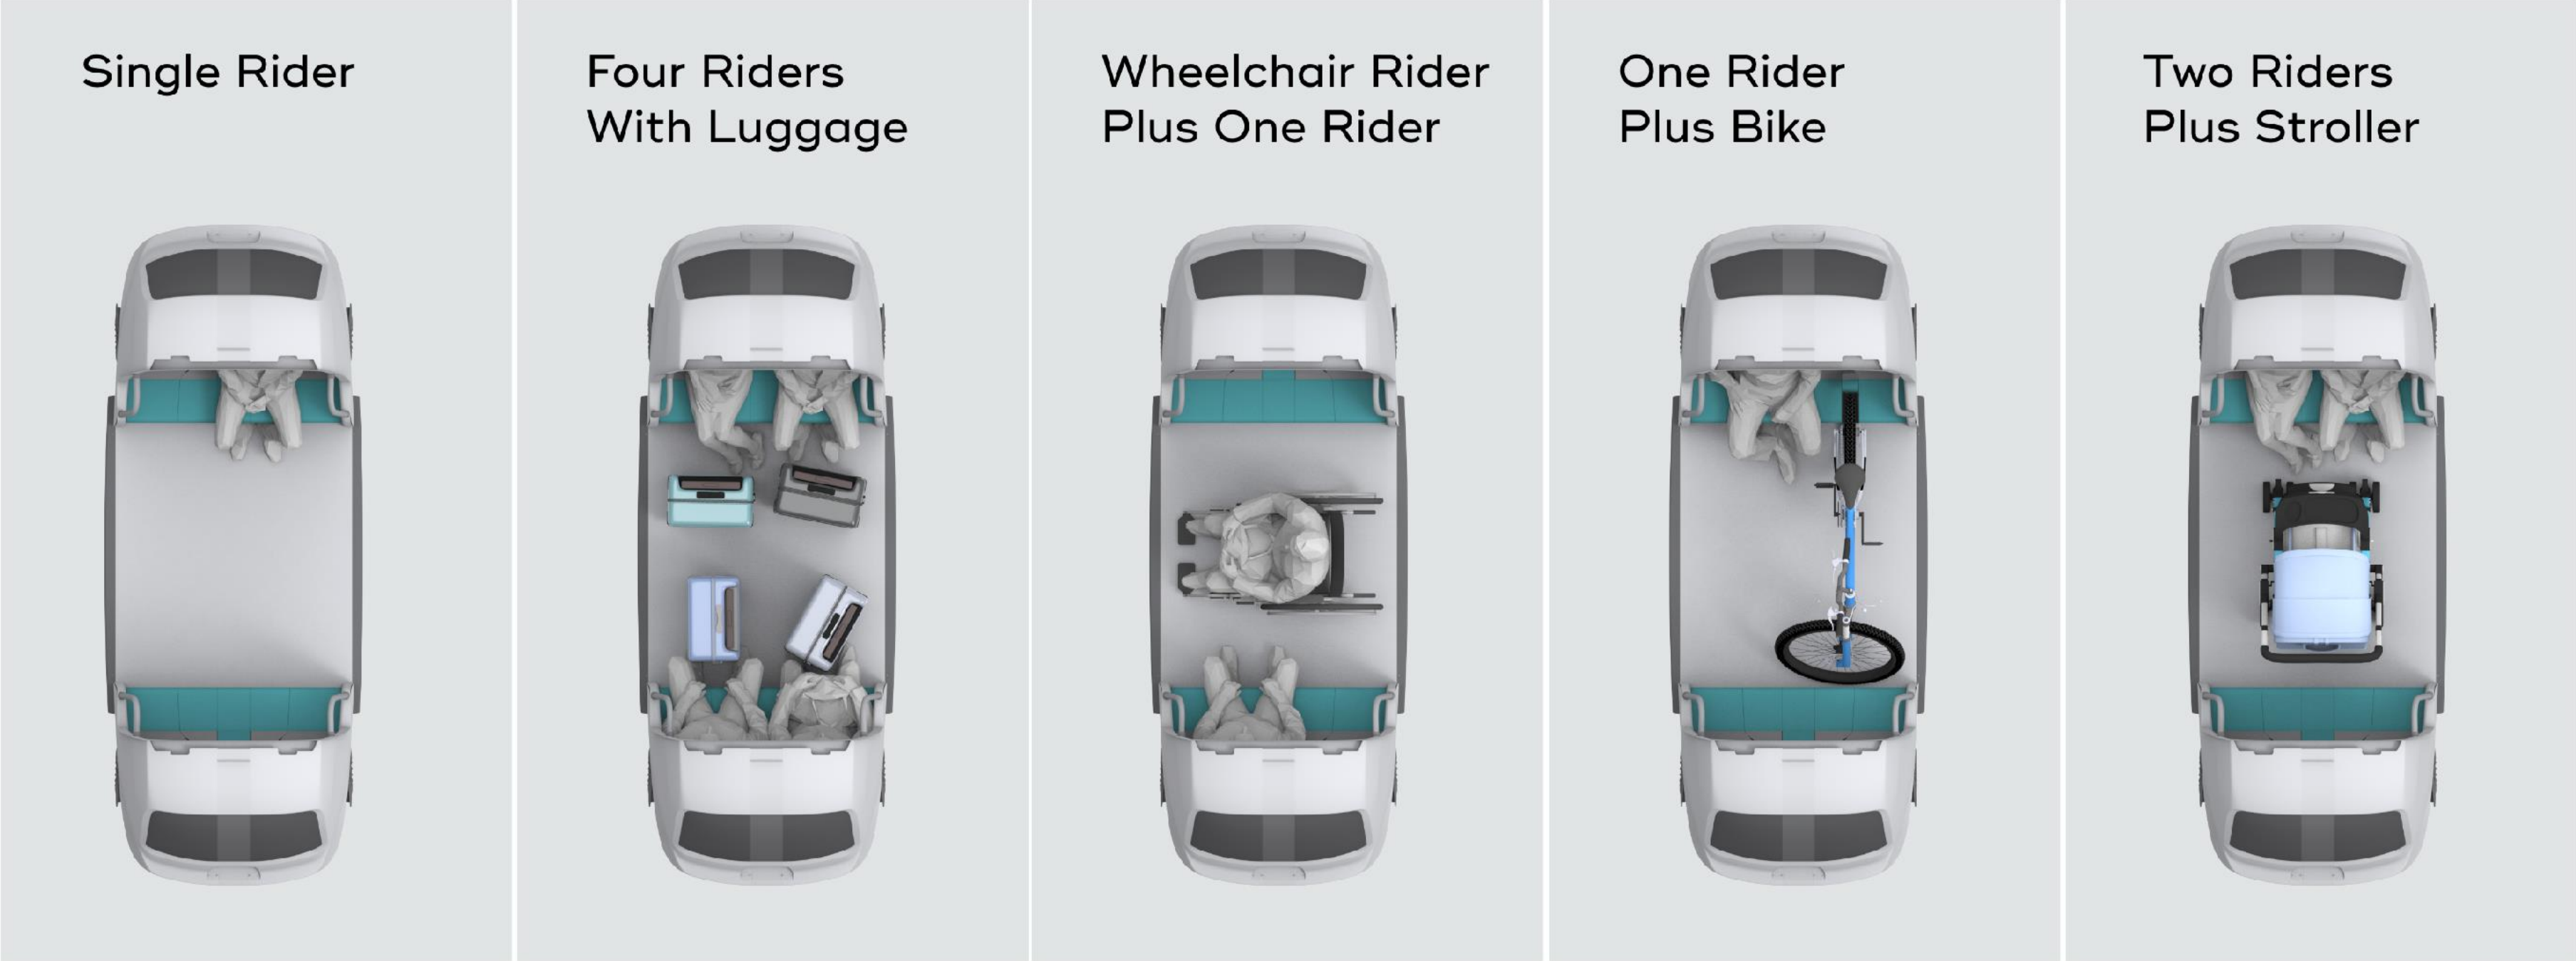 Single Rider
Four Riders
With Luggage
Wheelchair Rider
Plus One Rider
One Rider
Plus Bike
Two Riders
Plus Stroller